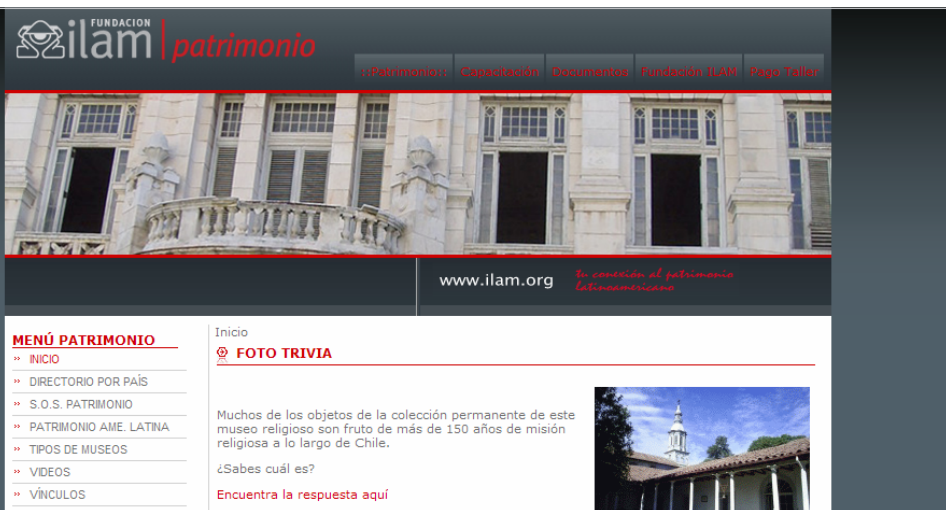 FUNDACION
ilam patrimonio
::Patrimonio:: Capacitación Documentos Fundación ILAM Pago Taller
www.ilam.org
tu conexión al patrimonio
latinoamericano
MENÚ PATRIMONIO
INICIO
DIRECTORIO POR PAÍS
S.O.S. PATRIMONIO
PATRIMONIO AME. LATINA
TIPOS DE MUSEOS
VIDEOS
VÍNCULOS
Inicio
FOTO TRIVIA
Muchos de los objetos de la colección permanente de este
museo religioso son fruto de más de 150 años de misión
religiosa a lo largo de Chile.
¿Sabes cuál es?
Encuentra la respuesta aquí